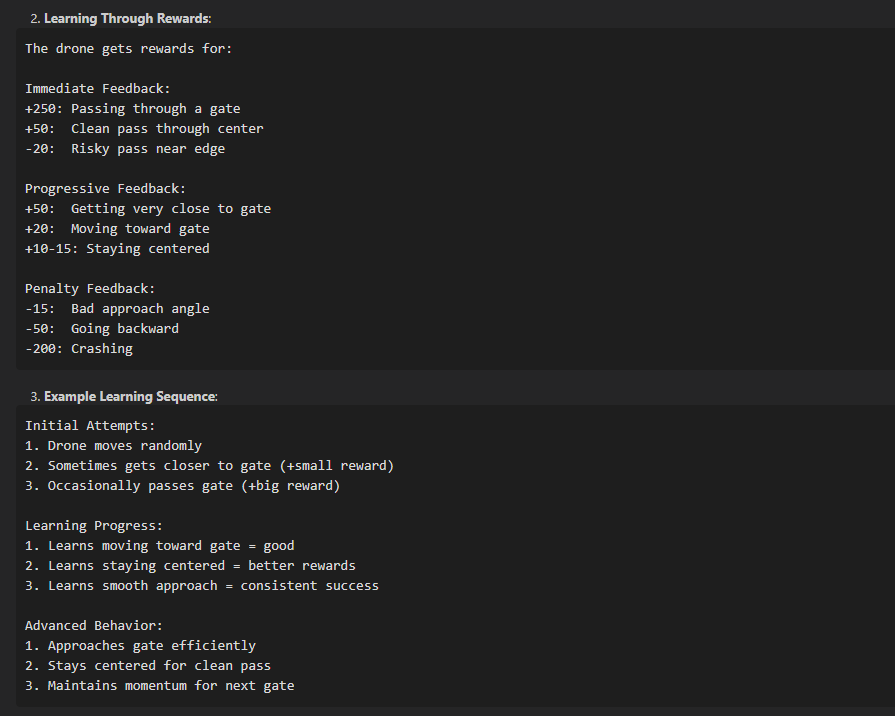 2. Learning Through Rewards:
The drone gets rewards for:
Immediate Feedback:
+250: Passing through a gate
+50:  Clean pass through center
-20:  Risky pass near edge
Progressive Feedback:
+50:  Getting very close to gate
+20:  Moving toward gate
+10-15: Staying centered
Penalty Feedback:
-15:  Bad approach angle
-50:  Going backward
-200: Crashing
3. Example Learning Sequence:
Initial Attempts:
1. Drone moves randomly
2. Sometimes gets closer to gate (+small reward)
3. Occasionally passes gate (+big reward)
Learning Progress:
1. Learns moving toward gate = good
2. Learns staying centered = better rewards
3. Learns smooth approach = consistent success
Advanced Behavior:
1. Approaches gate efficiently
2. Stays centered for clean pass
3. Maintains momentum for next gate